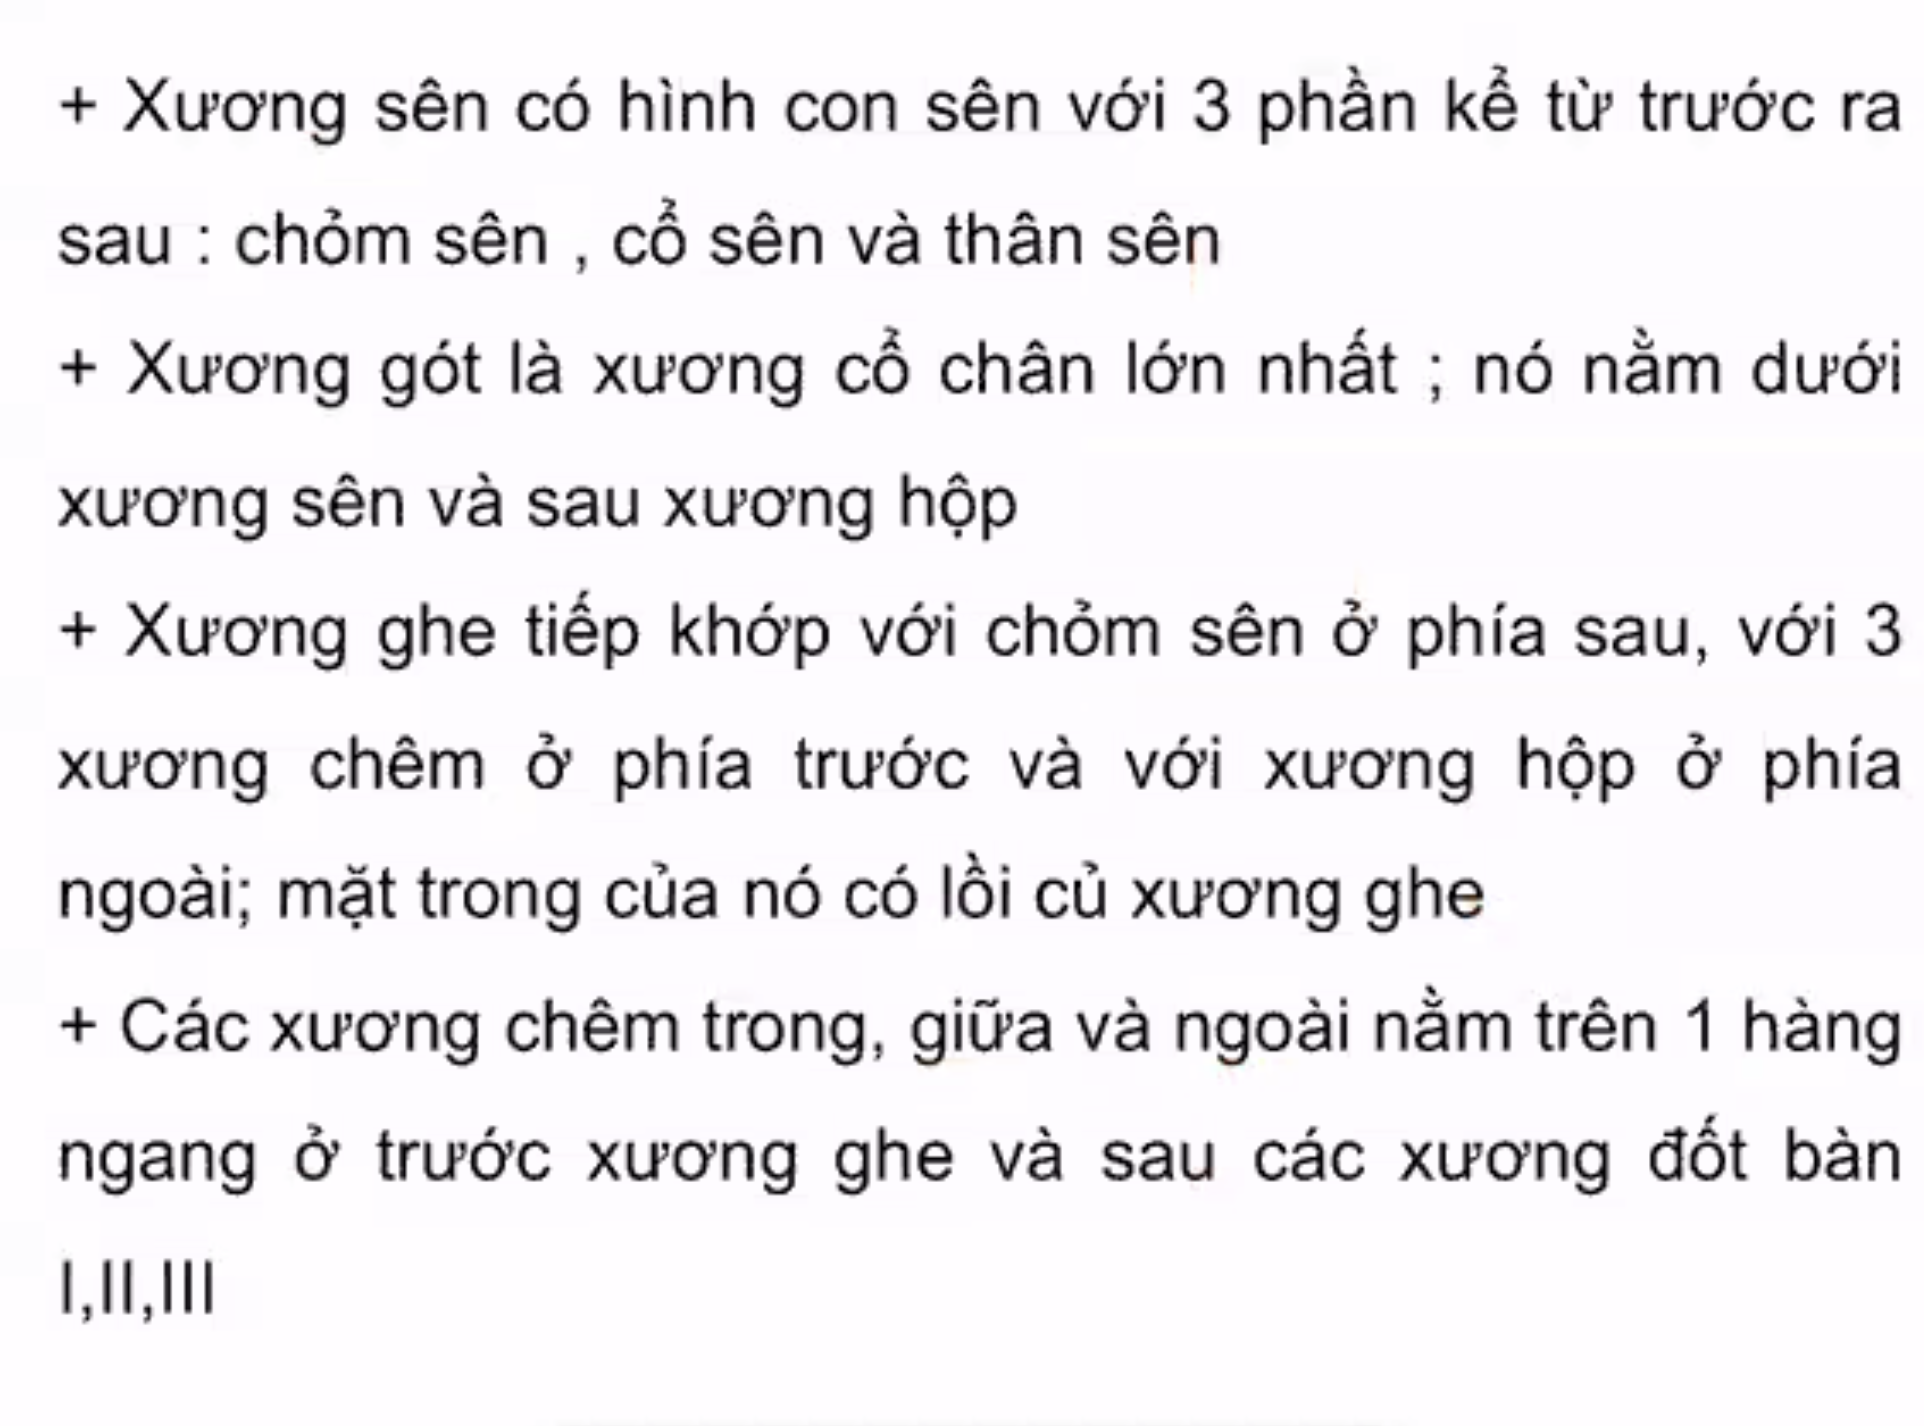 + Xương sên có hình con sên với 3 phần kể từ trước ra
sau : chỏm sên , cổ sên và thân sên
+ Xương gót là xương cổ chân lớn nhất ; nó nằm dưới
xương sên và sau xương hộp
+ Xương ghe tiếp khớp với chỏm sên ở phía sau, với 3
xương chêm ở phía trước và với xương hộp ở phía
ngoài; mặt trong của nó có lồi củ xương ghe
+ Các xương chêm trong, giữa và ngoài nằm trên 1 hàng
ngang ở trước xương ghe và sau các xương đốt bàn
I,II,III